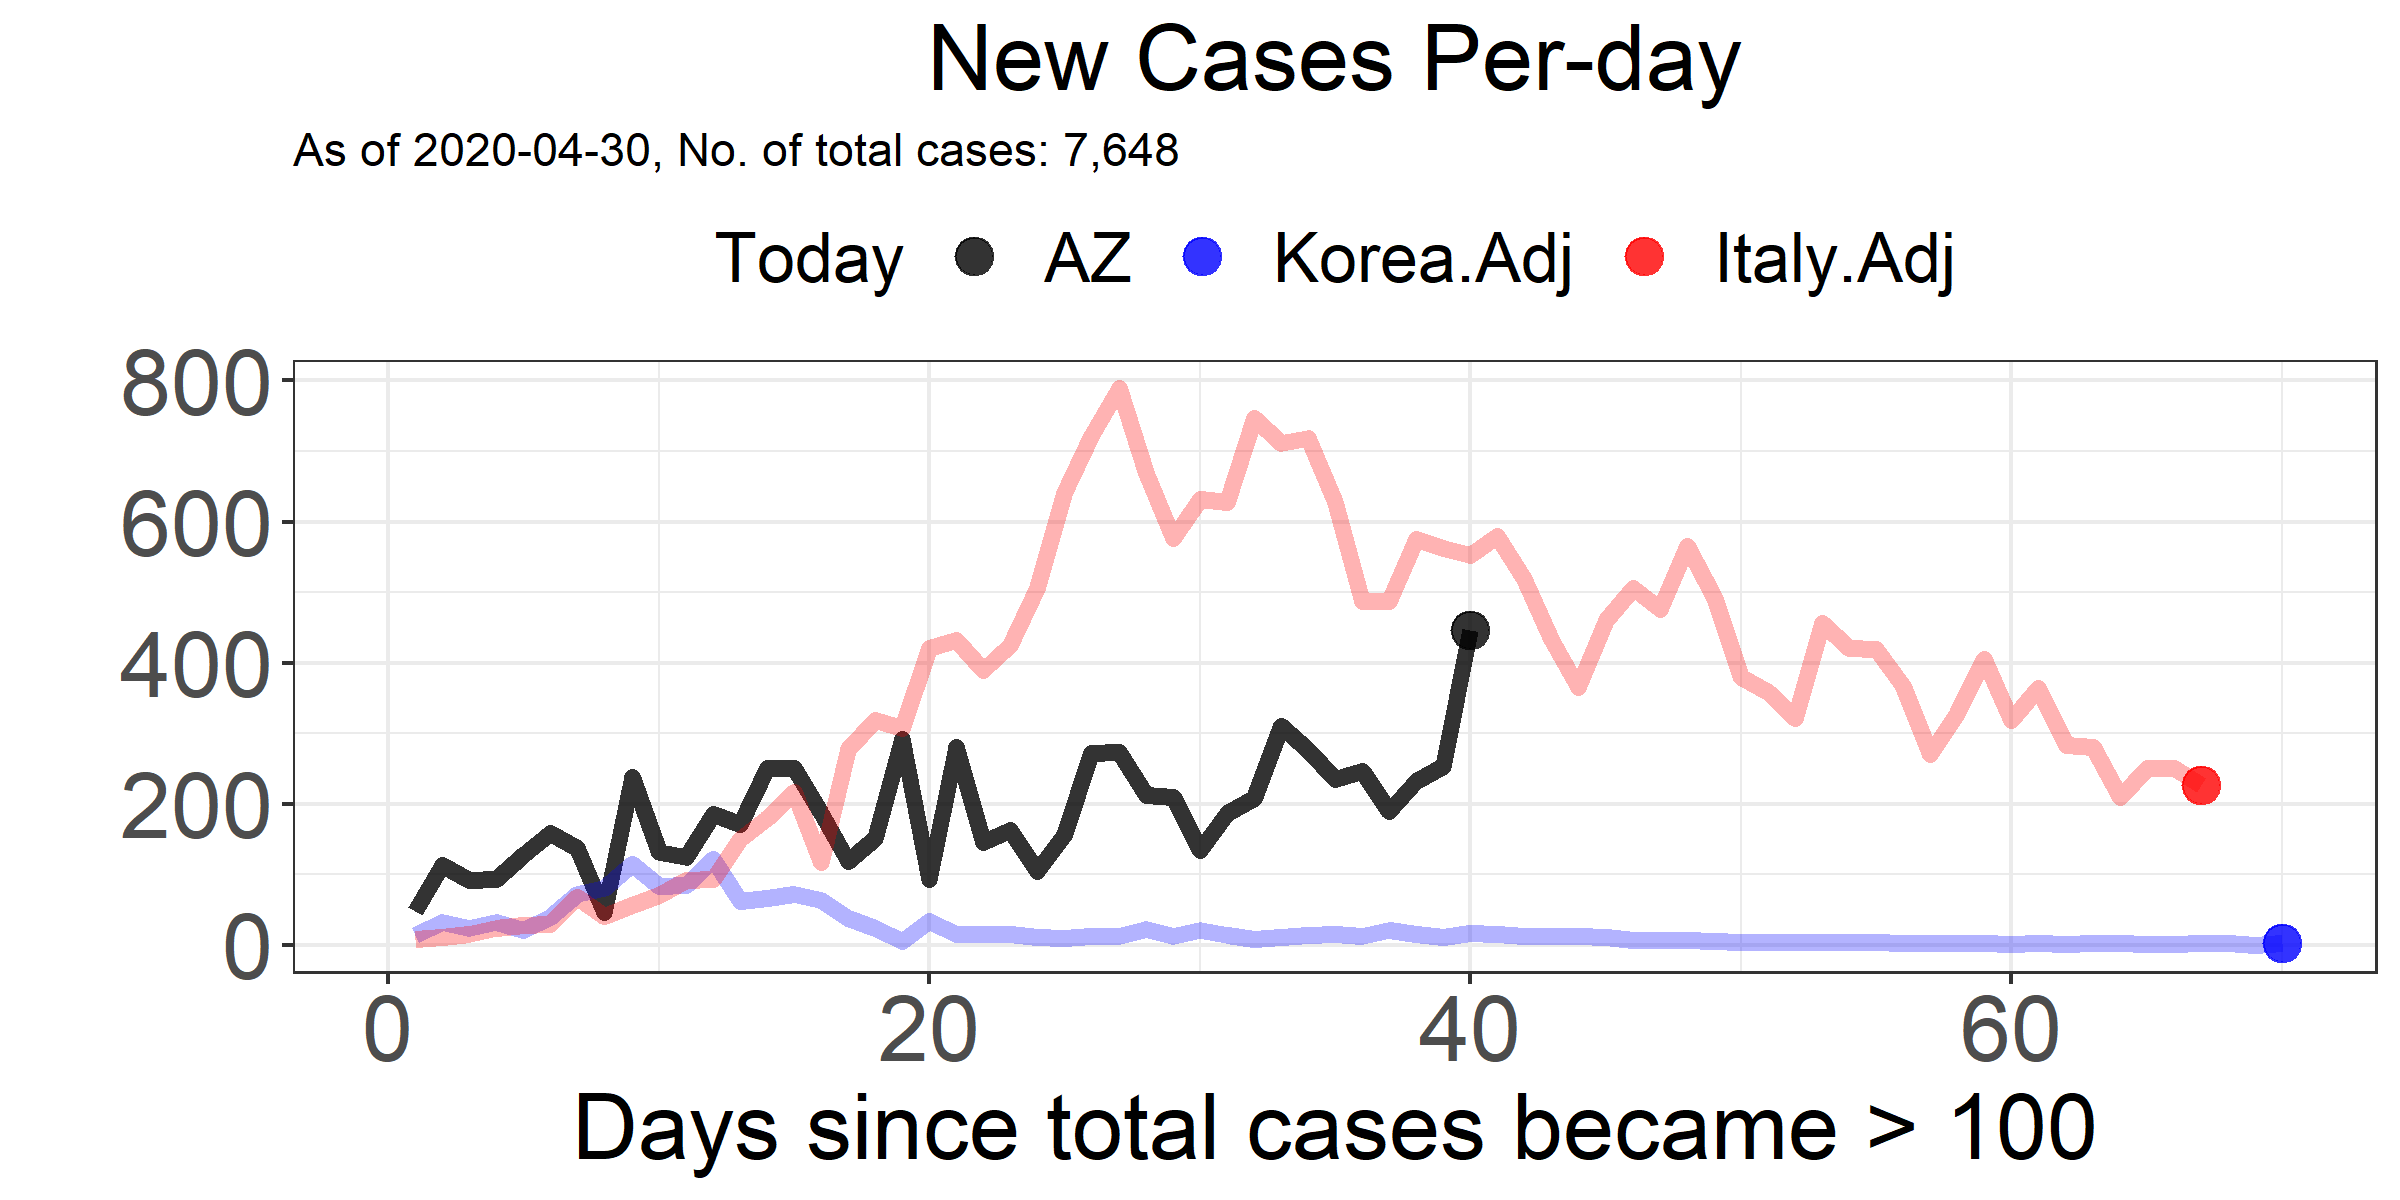 New Cases Per-day
As of 2020-04-30, No. of total cases: 7,648
Today AZ Korea.Adj Italy.Adj
800
600
400
200
0
0 20 40 60
Days since total cases became > 100